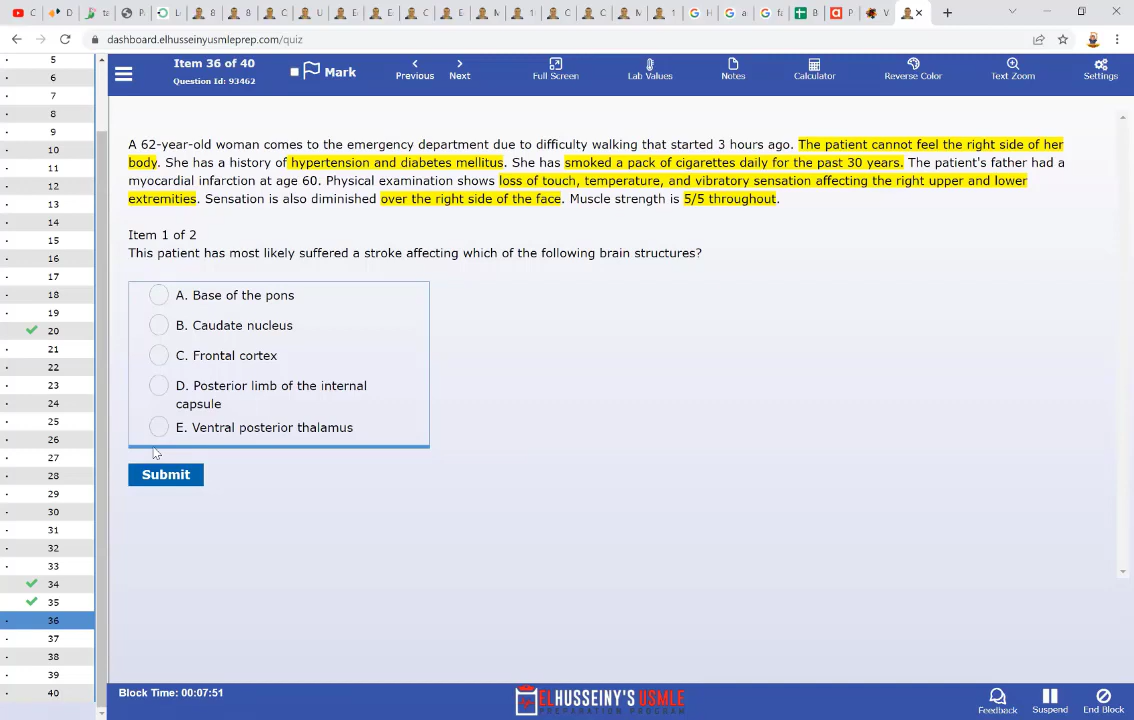 C
D
ta
P
L
8
8
C
U
E
E
C
E
M
1
C
C
M
1
H
a
fa
B
P
V
dashboard.elhusseinyusmleprep.com/quiz
5
6
7
8
9
10
11
12
13
14
15
16
17
18
19
20
21
22
23
24
25
26
27
28
29
30
31
32
33
34
35
36
37
38
39
40
Item 36 of 40
Question Id: 93462
Mark
Previous
Next
Full Screen
Lab Values
Notes
Calculator
Reverse Color
Text Zoom
Settings
A 62-year-old woman comes to the emergency department due to difficulty walking that started 3 hours ago. The patient cannot feel the right side of her
body. She has a history of hypertension and diabetes mellitus. She has smoked a pack of cigarettes daily for the past 30 years. The patient's father had a
myocardial infarction at age 60. Physical examination shows loss of touch, temperature, and vibratory sensation affecting the right upper and lower
extremities. Sensation is also diminished over the right side of the face. Muscle strength is 5/5 throughout.
Item 1 of 2
This patient has most likely suffered a stroke affecting which of the following brain structures?
A. Base of the pons
B. Caudate nucleus
C. Frontal cortex
D. Posterior limb of the internal
capsule
E. Ventral posterior thalamus
Submit
Block Time: 00:07:51
ELHUSSEINY'S USMLE
PREPARATION PROGRAM
Feedback
Suspend
End Block